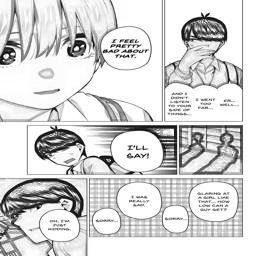 ER...
WELL...
I WENT
TOO
FAR...
AND I
DIDN'T
LISTEN
TO YOUR
SIDE OF
THINGS...
I FEEL
PRETTY
BAD ABOUT
THAT.
I'LL
SAY!
GLARING AT
A GIRL LIKE
THAT... HOW
LOW CAN A
GUY GET?
SORRY...
I WAS
REALLY
SAD.
SORRY...
OH, I'M
JUST
KIDDING.